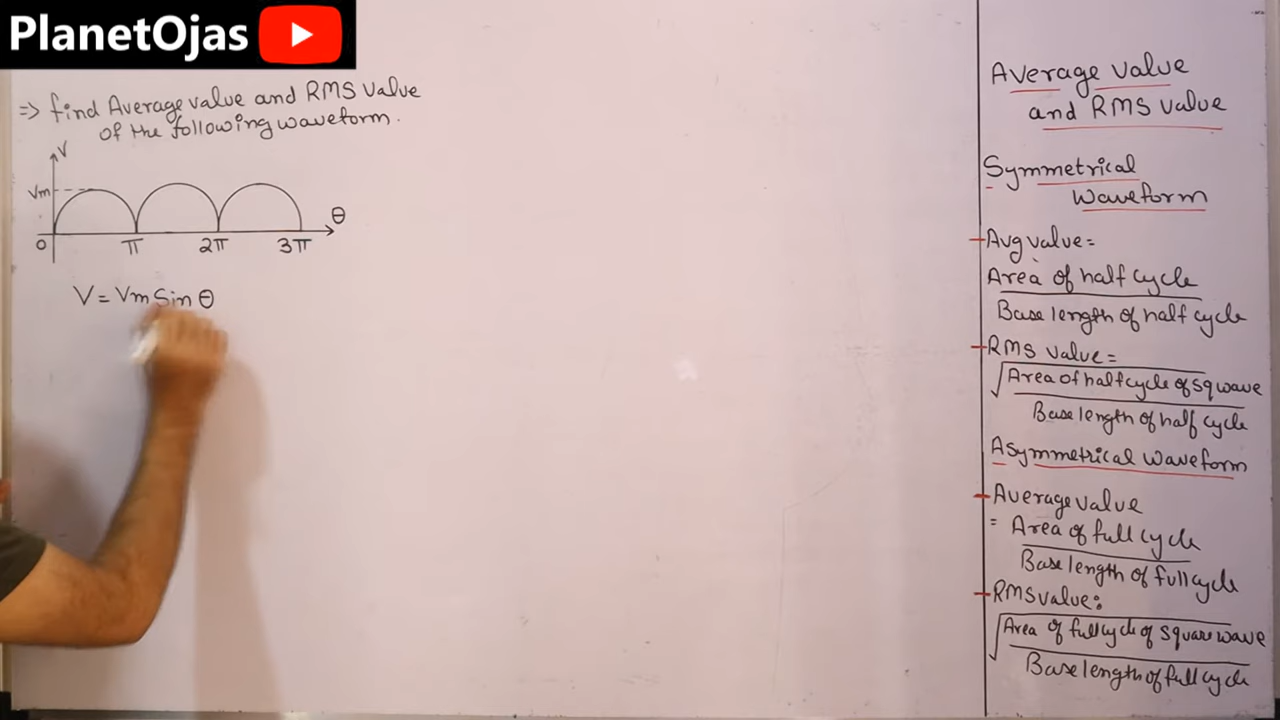 PlanetOjas
⇒ find Average value and RMS value
of the following waveform.
V
Vm
θ
0
π
2π
3π
V = Vm Sin θ
Average value
and RMS value
Symmetrical
Waveform
Avg value=
Area of half cycle
Base length of half cycle
RMS value=
√Area of half cycle of sq wave
Base length of half cycle
Asymmetrical waveform
Average value
= Area of full cycle
Base length of full cycle
RMS value:
√Area of full cycle of square wave
Base length of full cycle